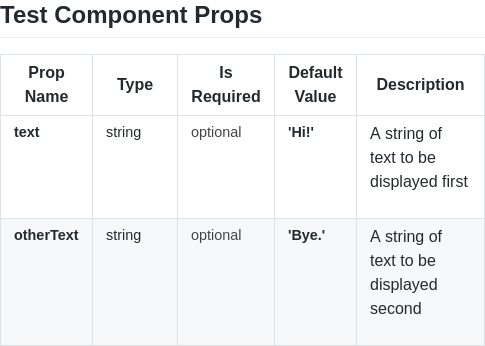 Test Component Props
Prop Name Type Is Required Default Value Description
text string optional 'Hi!' A string of
text to be
displayed first
otherText string optional 'Bye.' A string of
text to be
displayed
second